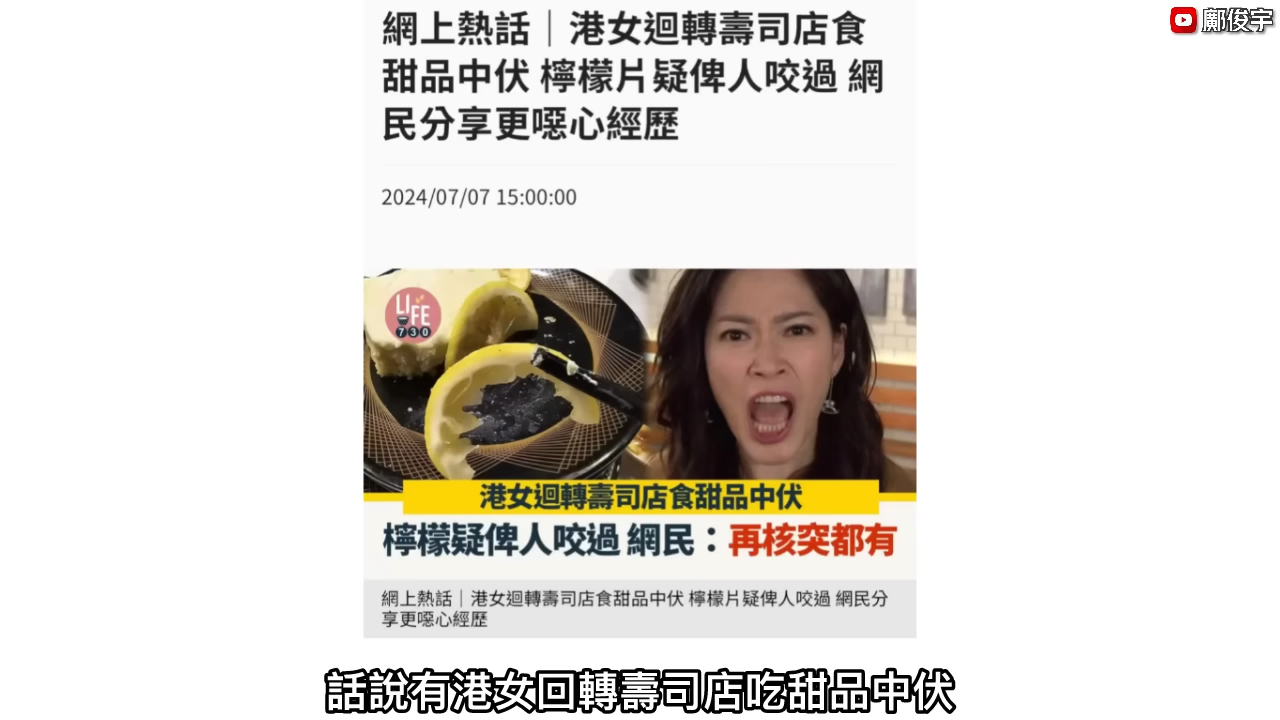 網上熱話｜港女迴轉壽司店食
甜品中伏 檸檬片疑俾人咬過 網
民分享更噁心經歷
鄺俊宇
2024/07/07 15:00:00
LIFE
730
港女迴轉壽司店食甜品中伏
檸檬疑俾人咬過 網民：再核突都有
網上熱話｜港女迴轉壽司店食甜品中伏 檸檬片疑俾人咬過 網民分
享更噁心經歷
話說有港女回轉壽司店吃甜品中伏